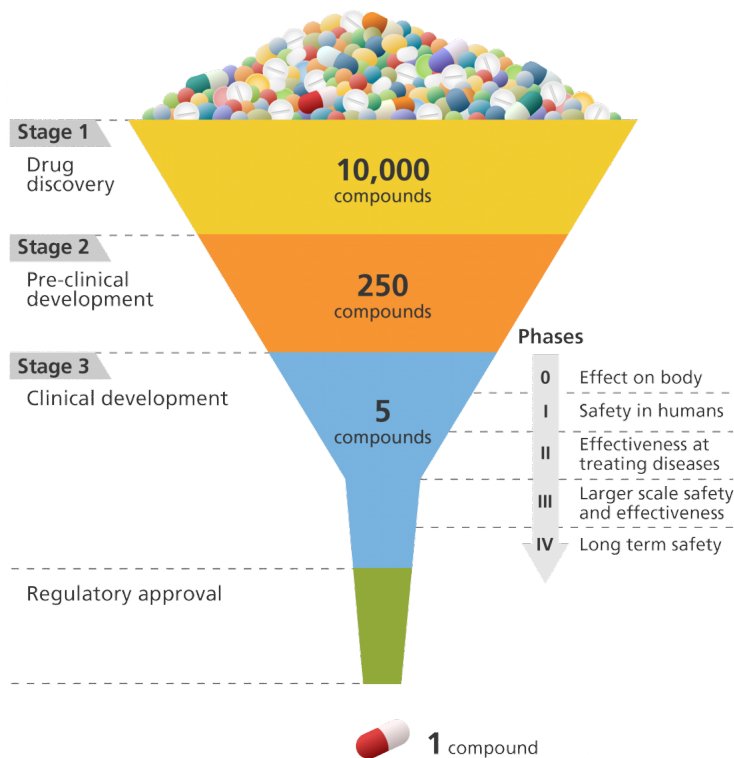 Stage 1
Drug
discovery
10,000
compounds
Stage 2
Pre-clinical
development
250
compounds
Stage 3
Clinical development
5
compounds
Phases
0 Effect on body
I Safety in humans
II Effectiveness at
treating diseases
III Larger scale safety
and effectiveness
IV Long term safety
Regulatory approval
1 compound